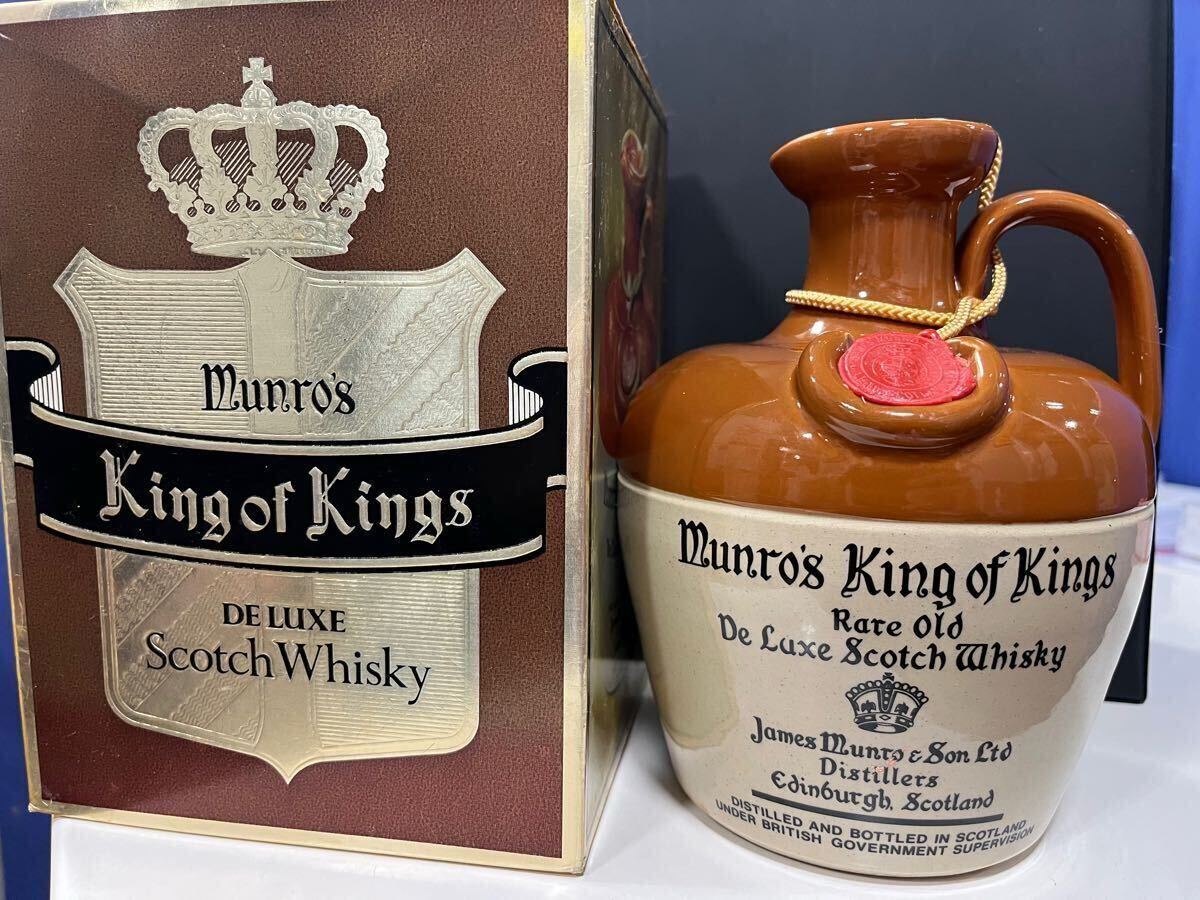 Munro's
King of Kings
DE LUXE
Scotch Whisky
Munro's King of Kings
Rare Old
De Luxe Scotch Whisky
James Munro & Son Ltd
Distillers
Edinburgh, Scotland
DISTILLED AND BOTTLED IN SCOTLAND
UNDER BRITISH GOVERNMENT SUPERVISION